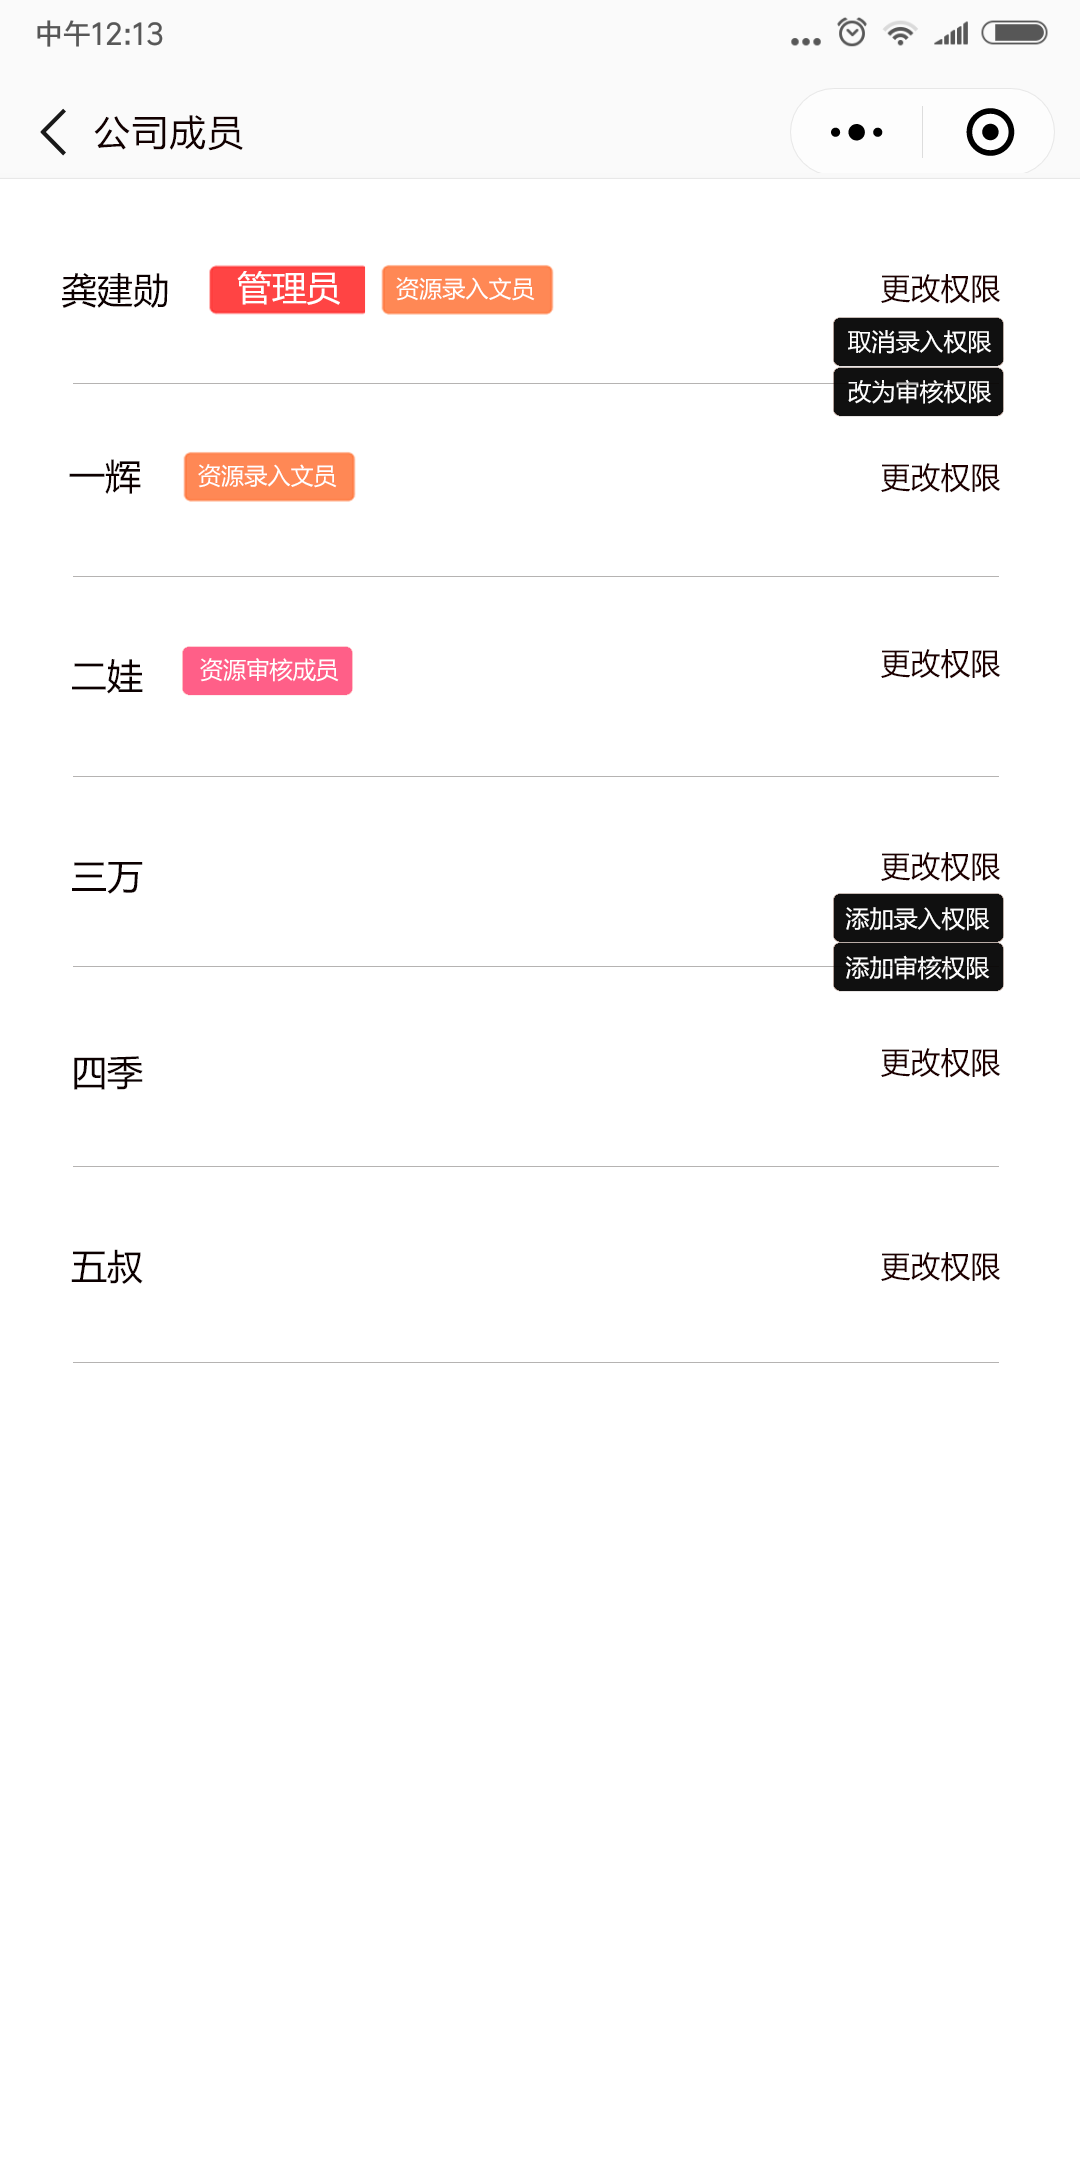 中午12:13
公司成员
龚建勋 管理员 资源录入文员 更改权限
取消录入权限
改为审核权限
一辉 资源录入文员 更改权限
二娃 资源审核成员 更改权限
三万 更改权限
添加录入权限
添加审核权限
四季 更改权限
五叔 更改权限